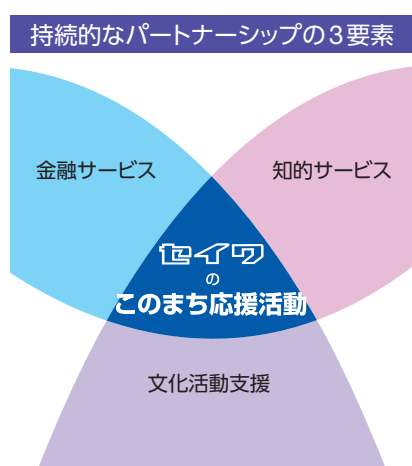 持続的なパートナーシップの3要素
金融サービス
知的サービス
セイワ
の
このまち応援活動
文化活動支援